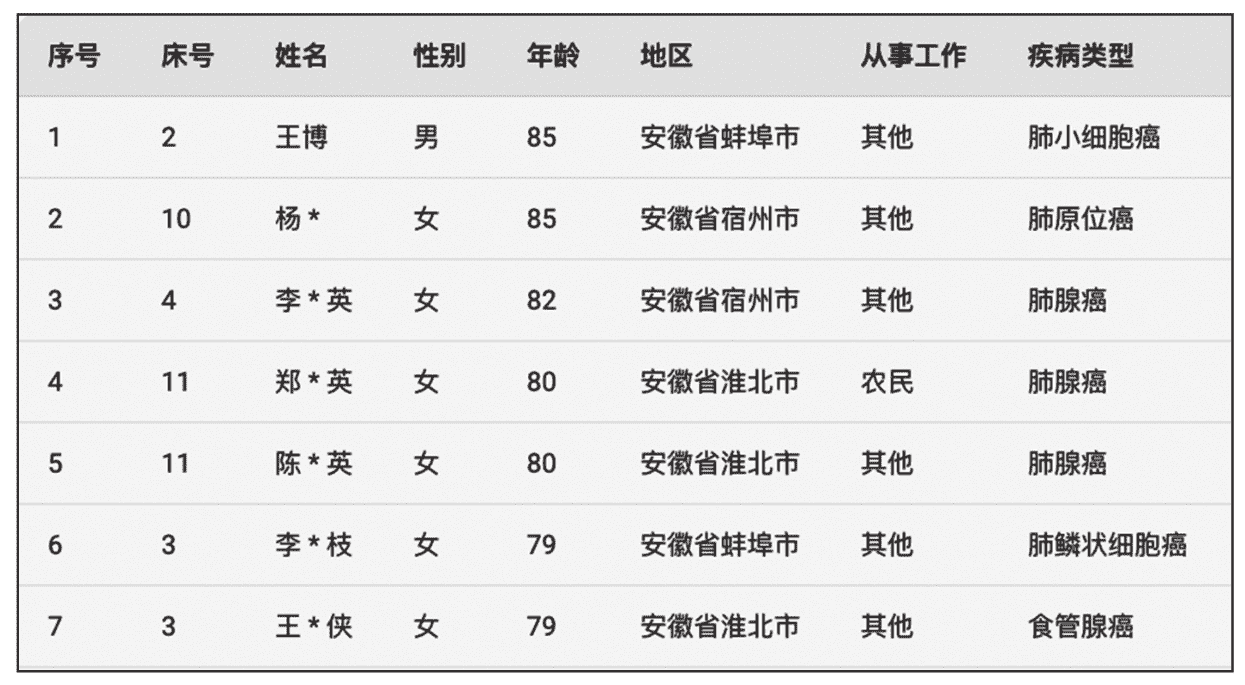 序号 床号 姓名 性别 年龄 地区 从事工作 疾病类型
1 2 王博 男 85 安徽省蚌埠市 其他 肺小细胞癌
2 10 杨 * 女 85 安徽省宿州市 其他 肺原位癌
3 4 李 * 英 女 82 安徽省宿州市 其他 肺腺癌
4 11 郑 * 英 女 80 安徽省淮北市 农民 肺腺癌
5 11 陈 * 英 女 80 安徽省淮北市 其他 肺腺癌
6 3 李 * 枝 女 79 安徽省蚌埠市 其他 肺鳞状细胞癌
7 3 王 * 侠 女 79 安徽省淮北市 其他 食管腺癌